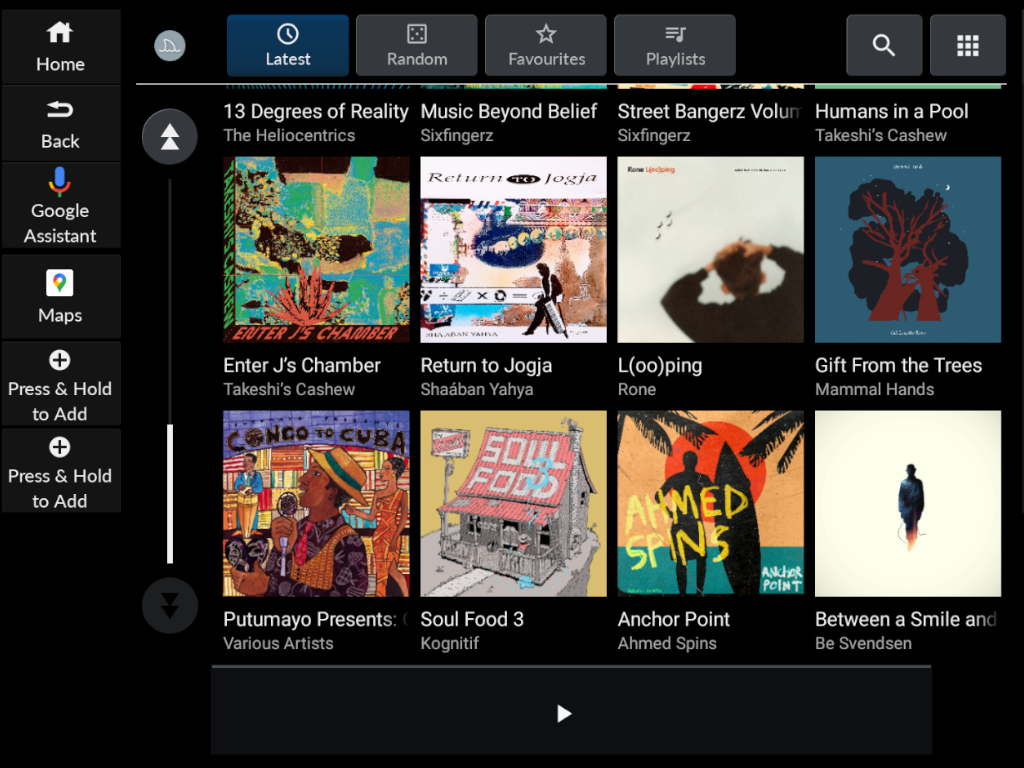 Home
Back
Google
Assistant
Maps
Press & Hold
to Add
Press & Hold
to Add
Latest
Random
Favourites
Playlists
13 Degrees of Reality
The Heliocentrics
Music Beyond Belief
Sixfingerz
Street Bangerz Volum
Sixfingerz
Humans in a Pool
Takeshi’s Cashew
ENTER J'S CHAMBER
Return TO Jogja
SHAÁBAN YAHYA
Rone L(oo)ping
Enter J’s Chamber
Takeshi’s Cashew
Return to Jogja
Shaában Yahya
L(oo)ping
Rone
Gift From the Trees
Mammal Hands
CONGO TO CUBA
SOUL
FOOD
3
AHMED
SPINS
ANCHOR
POINT
Putumayo Presents:
Various Artists
Soul Food 3
Kognitif
Anchor Point
Ahmed Spins
Between a Smile and
Be Svendsen